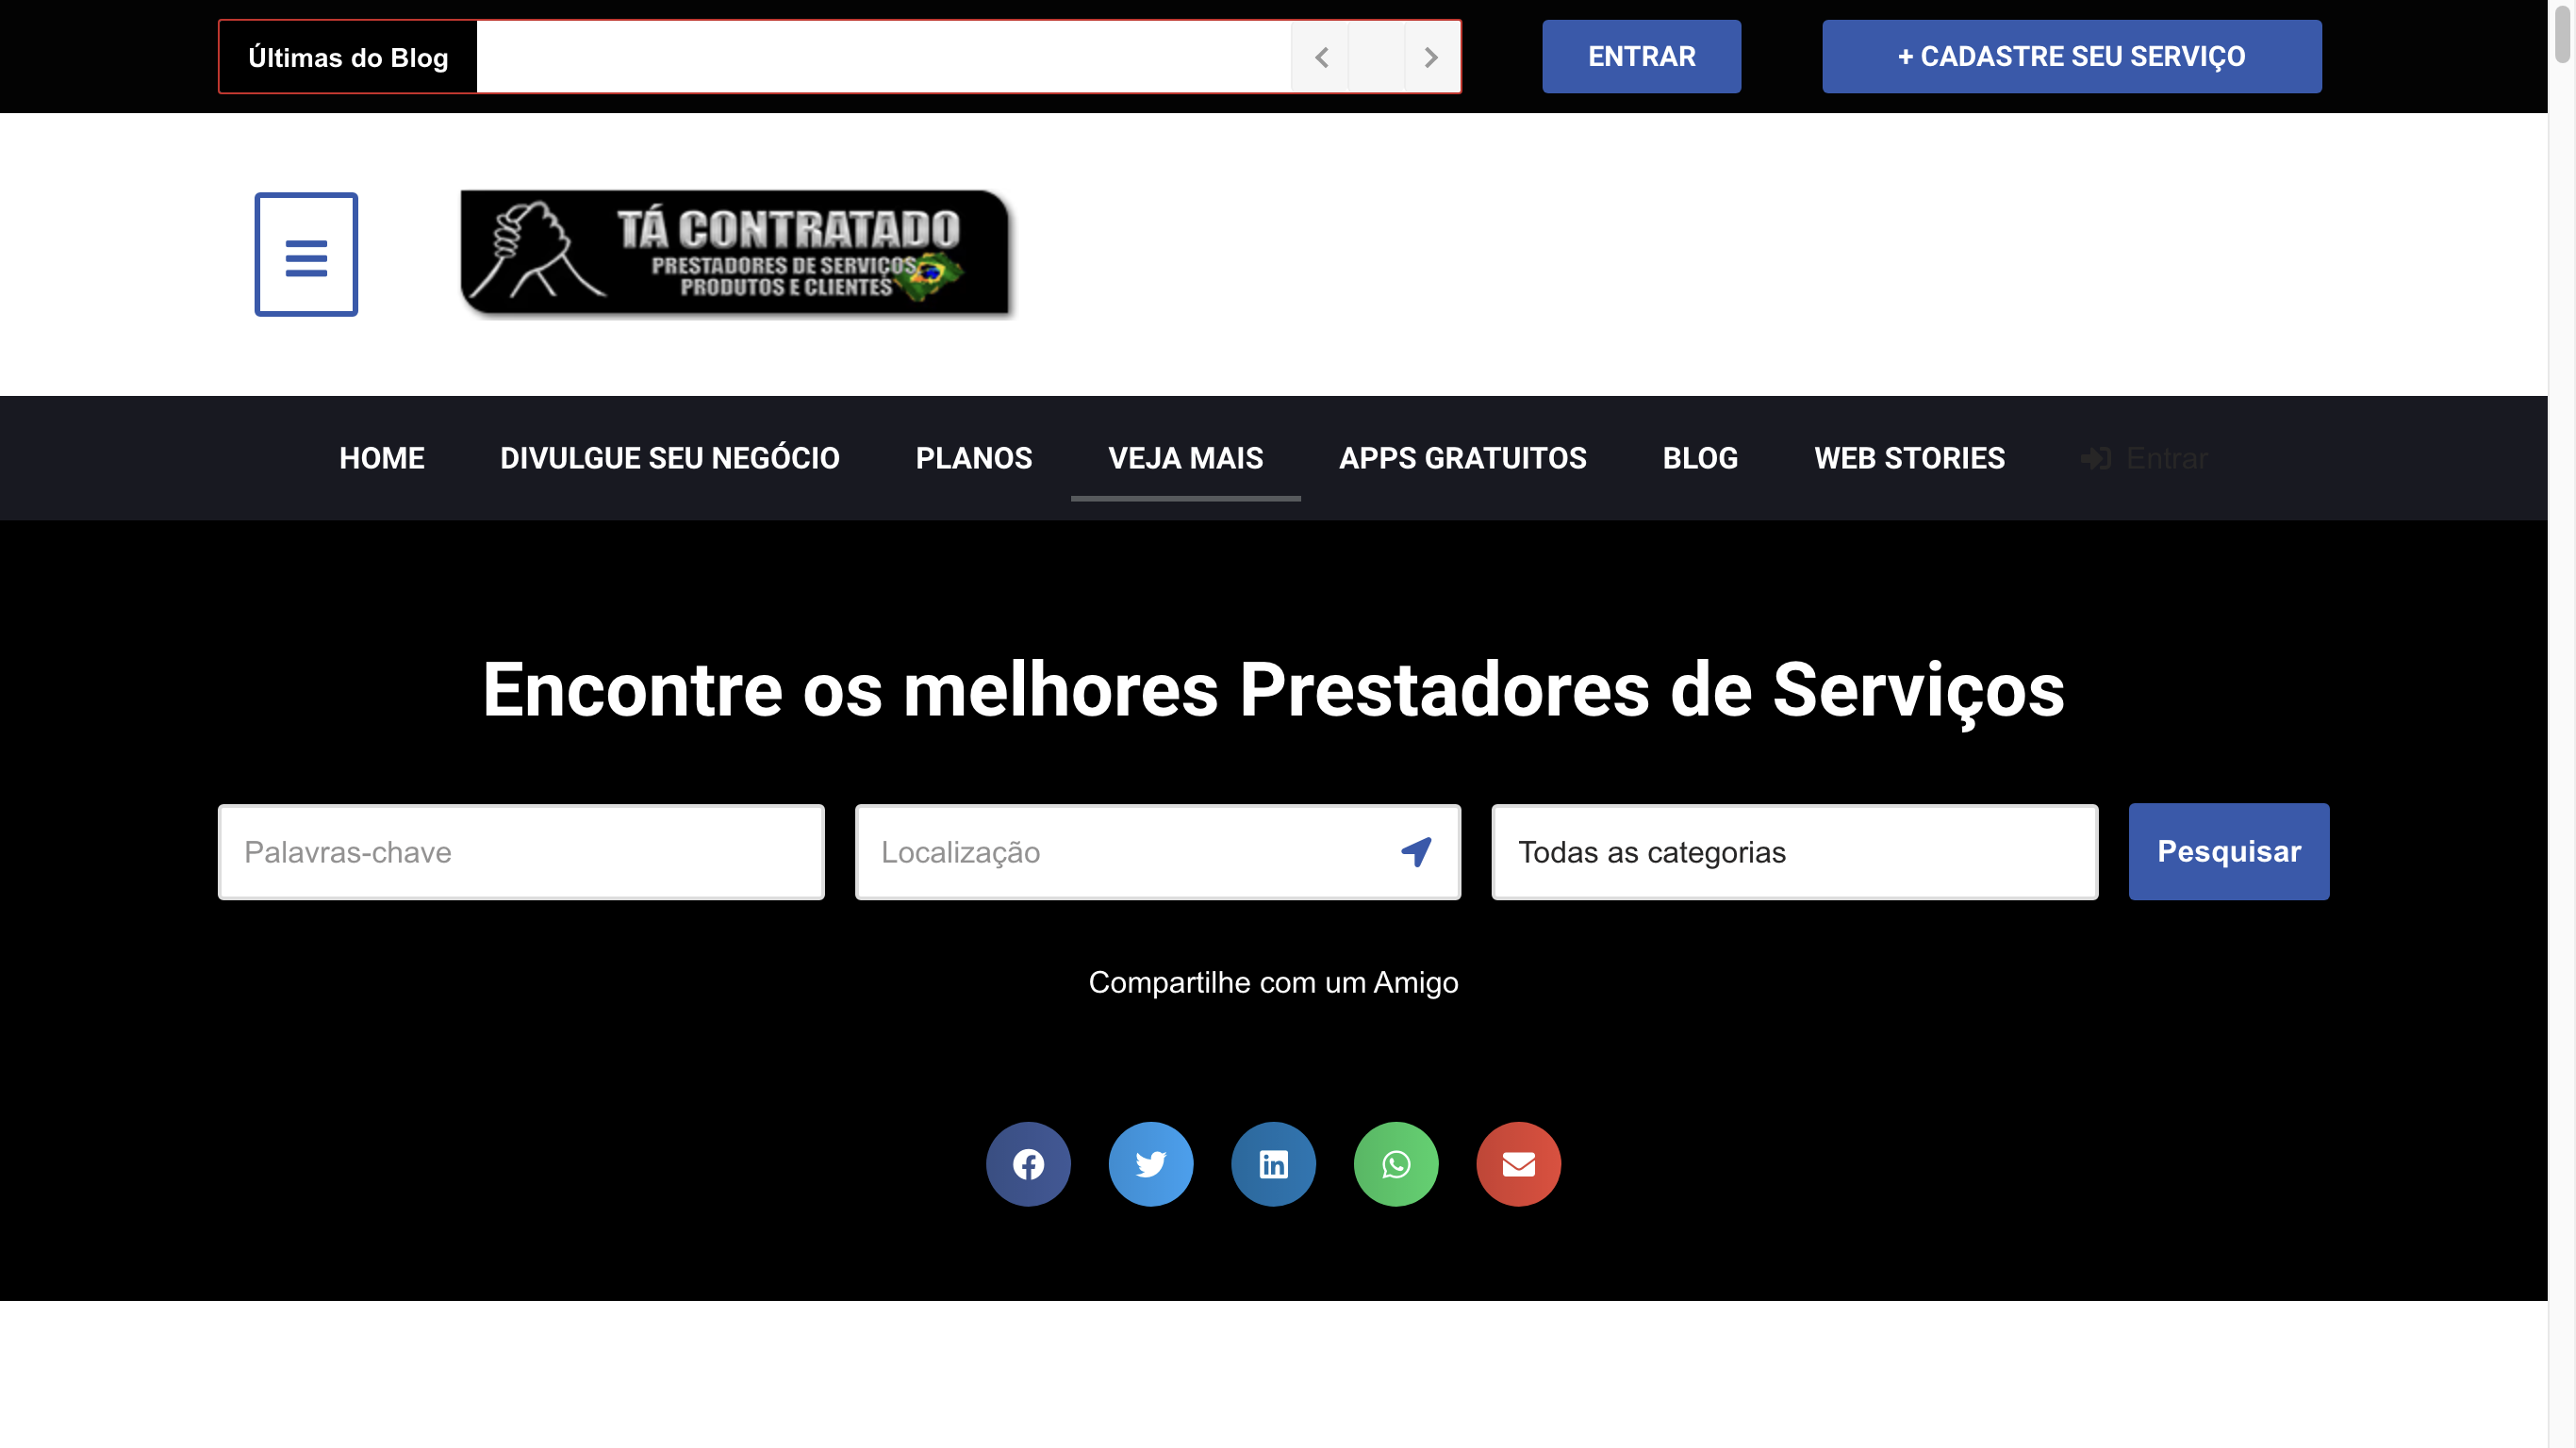 Últimas do Blog
ENTRAR
+ CADASTRE SEU SERVIÇO
TÁ CONTRATADO
PRESTADORES DE SERVIÇOS
PRODUTOS E CLIENTES
HOME
DIVULGUE SEU NEGÓCIO
PLANOS
VEJA MAIS
APPS GRATUITOS
BLOG
WEB STORIES
Entrar
Encontre os melhores Prestadores de Serviços
Palavras-chave
Localização
Todas as categorias
Pesquisar
Compartilhe com um Amigo